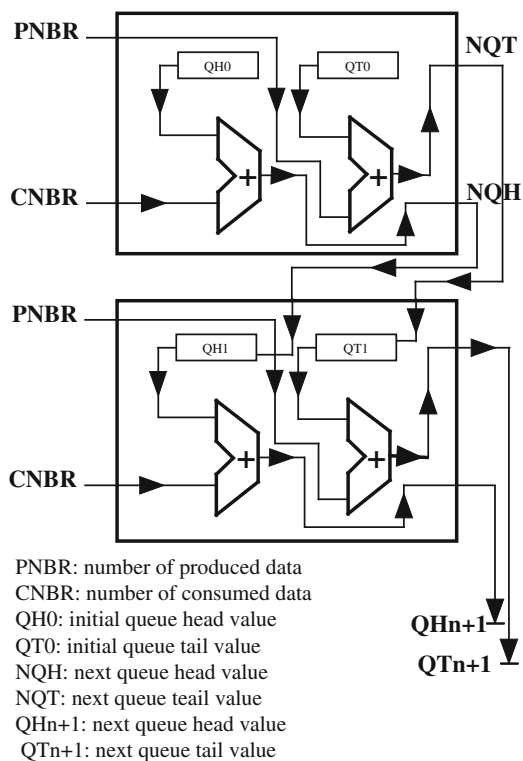 PNBR
NQT
QH0
QT0
+
+
CNBR
NQH
PNBR
QH1
QT1
+
+
CNBR
PNBR: number of produced data
CNBR: number of consumed data
QH0: initial queue head value
QHn+1
QT0: initial queue tail value
QTn+1
NQH: next queue head value
NQT: next queue teail value
QHn+1: next queue head value
QTn+1: next queue tail value